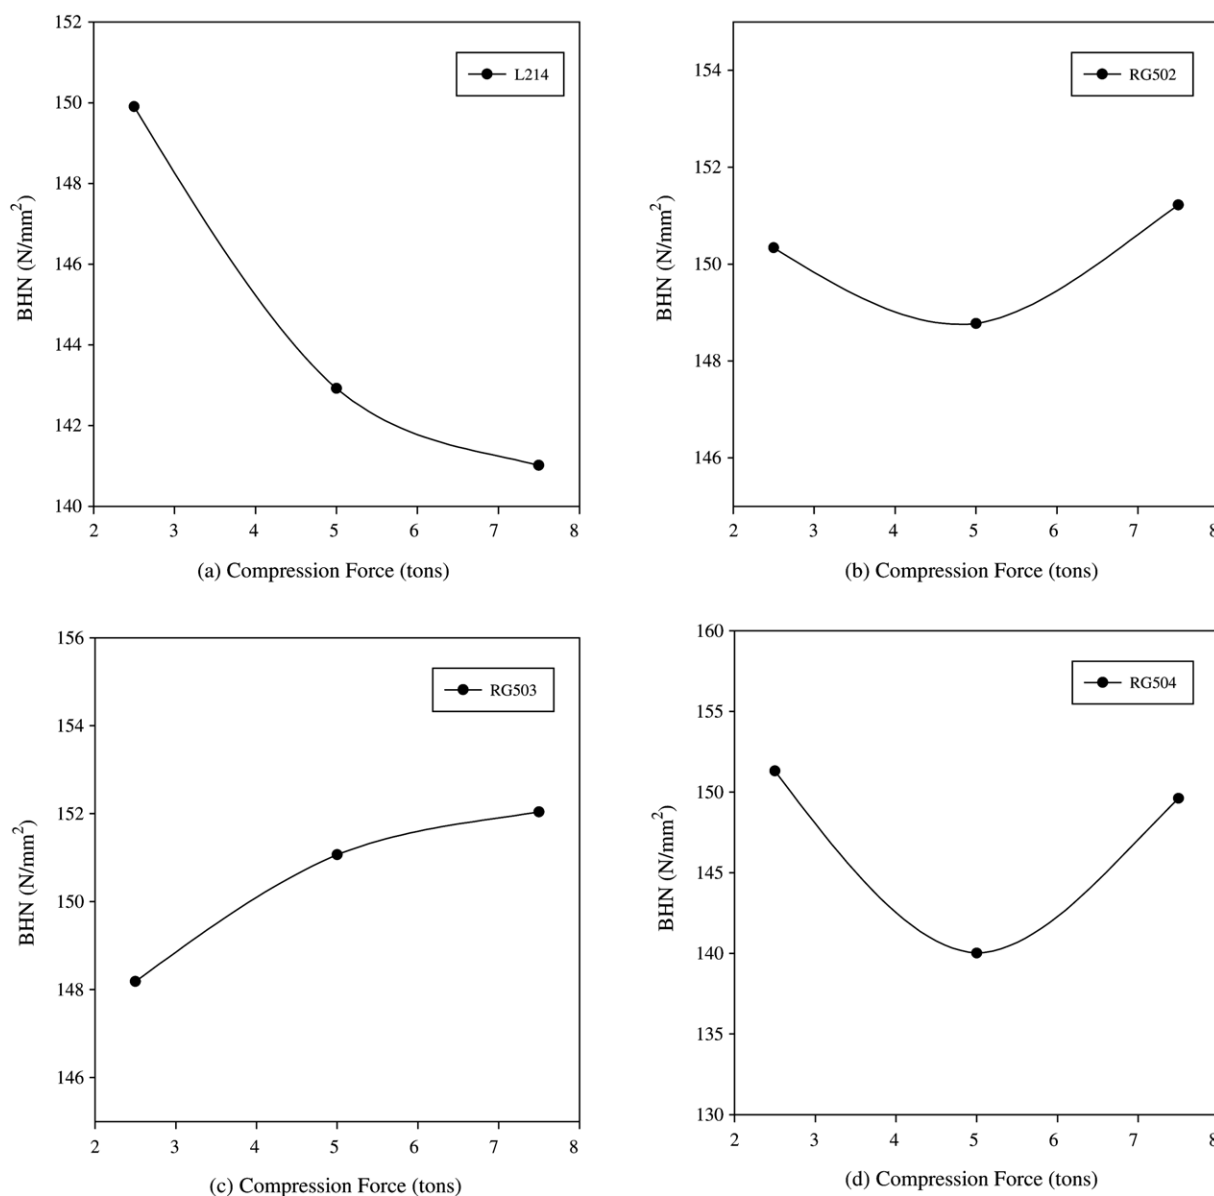 152
150
148
146
144
142
140
BHN (N/mm²)
L214
2 3 4 5 6 7 8
(a) Compression Force (tons)
154
152
150
148
146
BHN (N/mm²)
RG502
2 3 4 5 6 7 8
(b) Compression Force (tons)
156
154
152
150
148
146
BHN (N/mm²)
RG503
2 3 4 5 6 7 8
(c) Compression Force (tons)
160
155
150
145
140
135
130
BHN (N/mm²)
RG504
2 3 4 5 6 7 8
(d) Compression Force (tons)